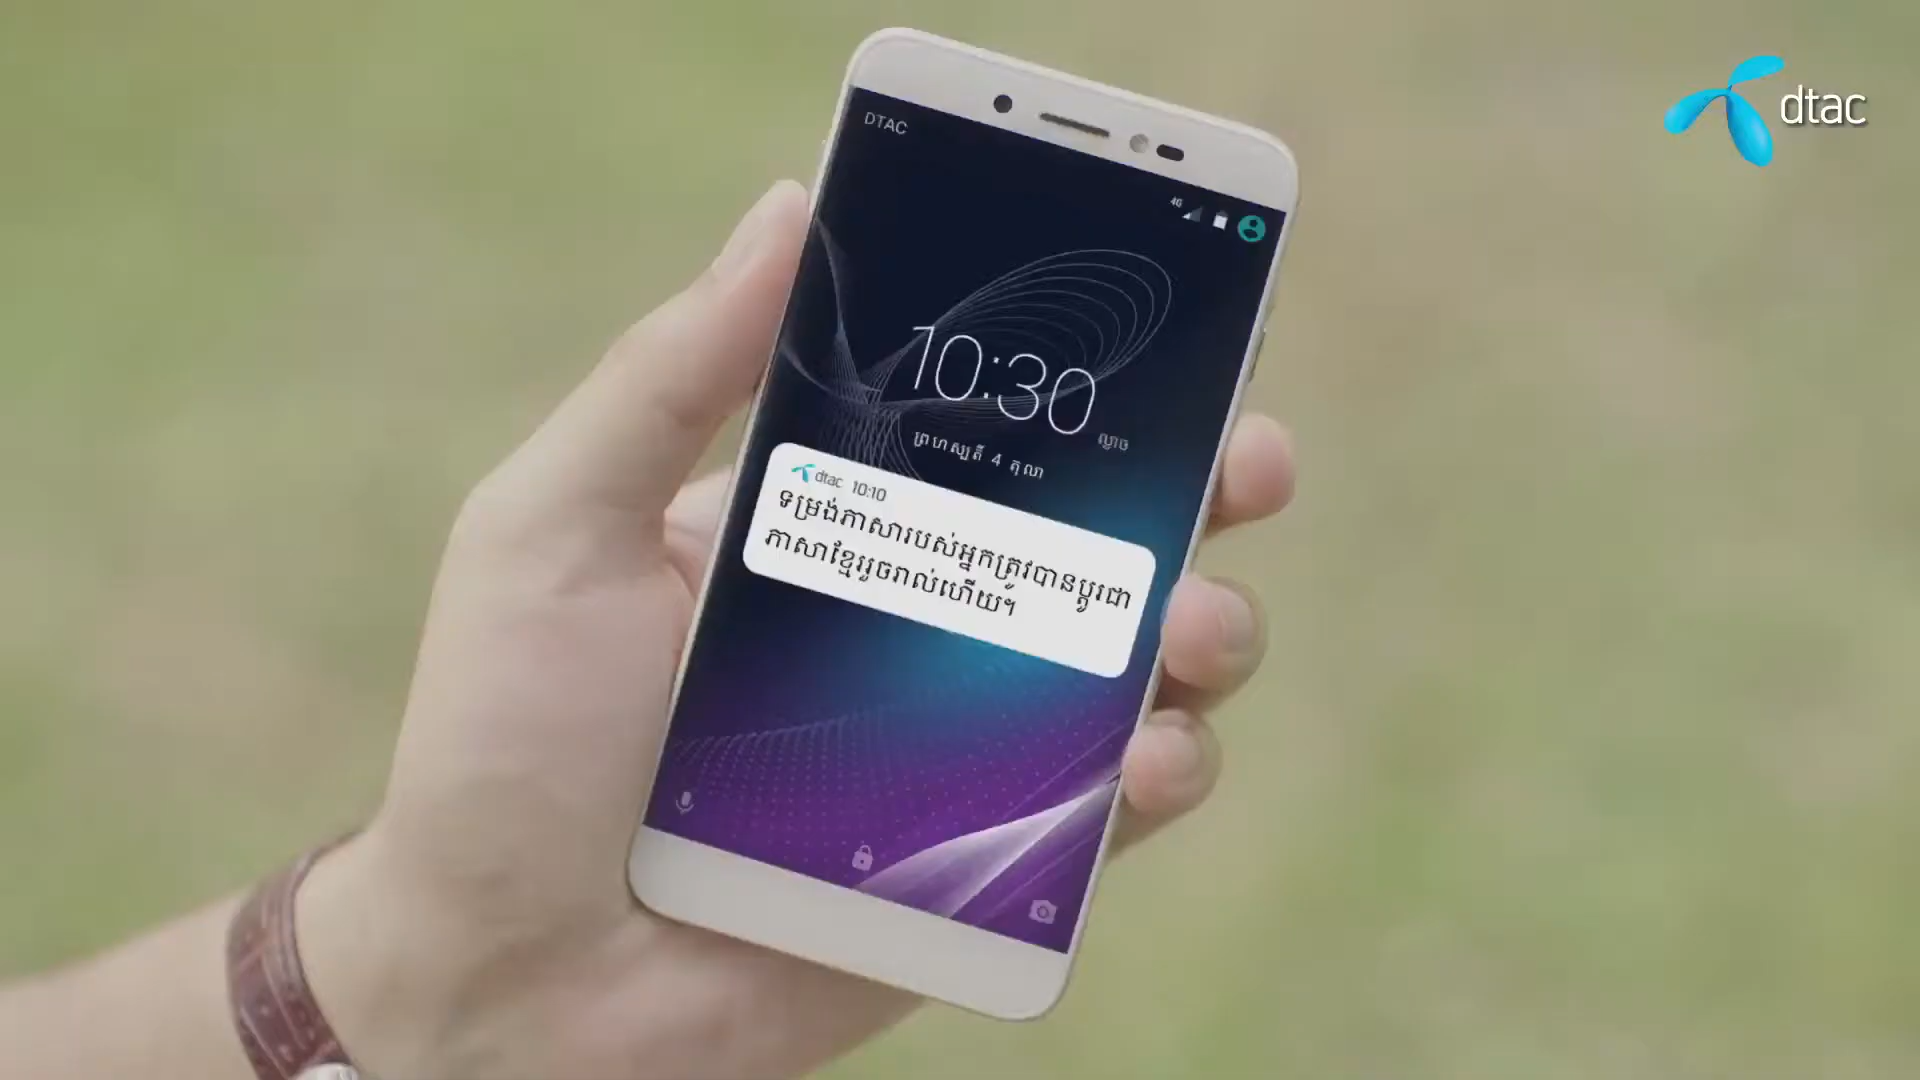 dtac
DTAC
4G
10:30 ល្ងាច
ព្រហស្បតិ៍ 4 តុលា
dtac 10:10
ទម្រង់ភាសារបស់អ្នកត្រូវបានប្តូរជា
ភាសាខ្មែររួចរាល់ហើយ។